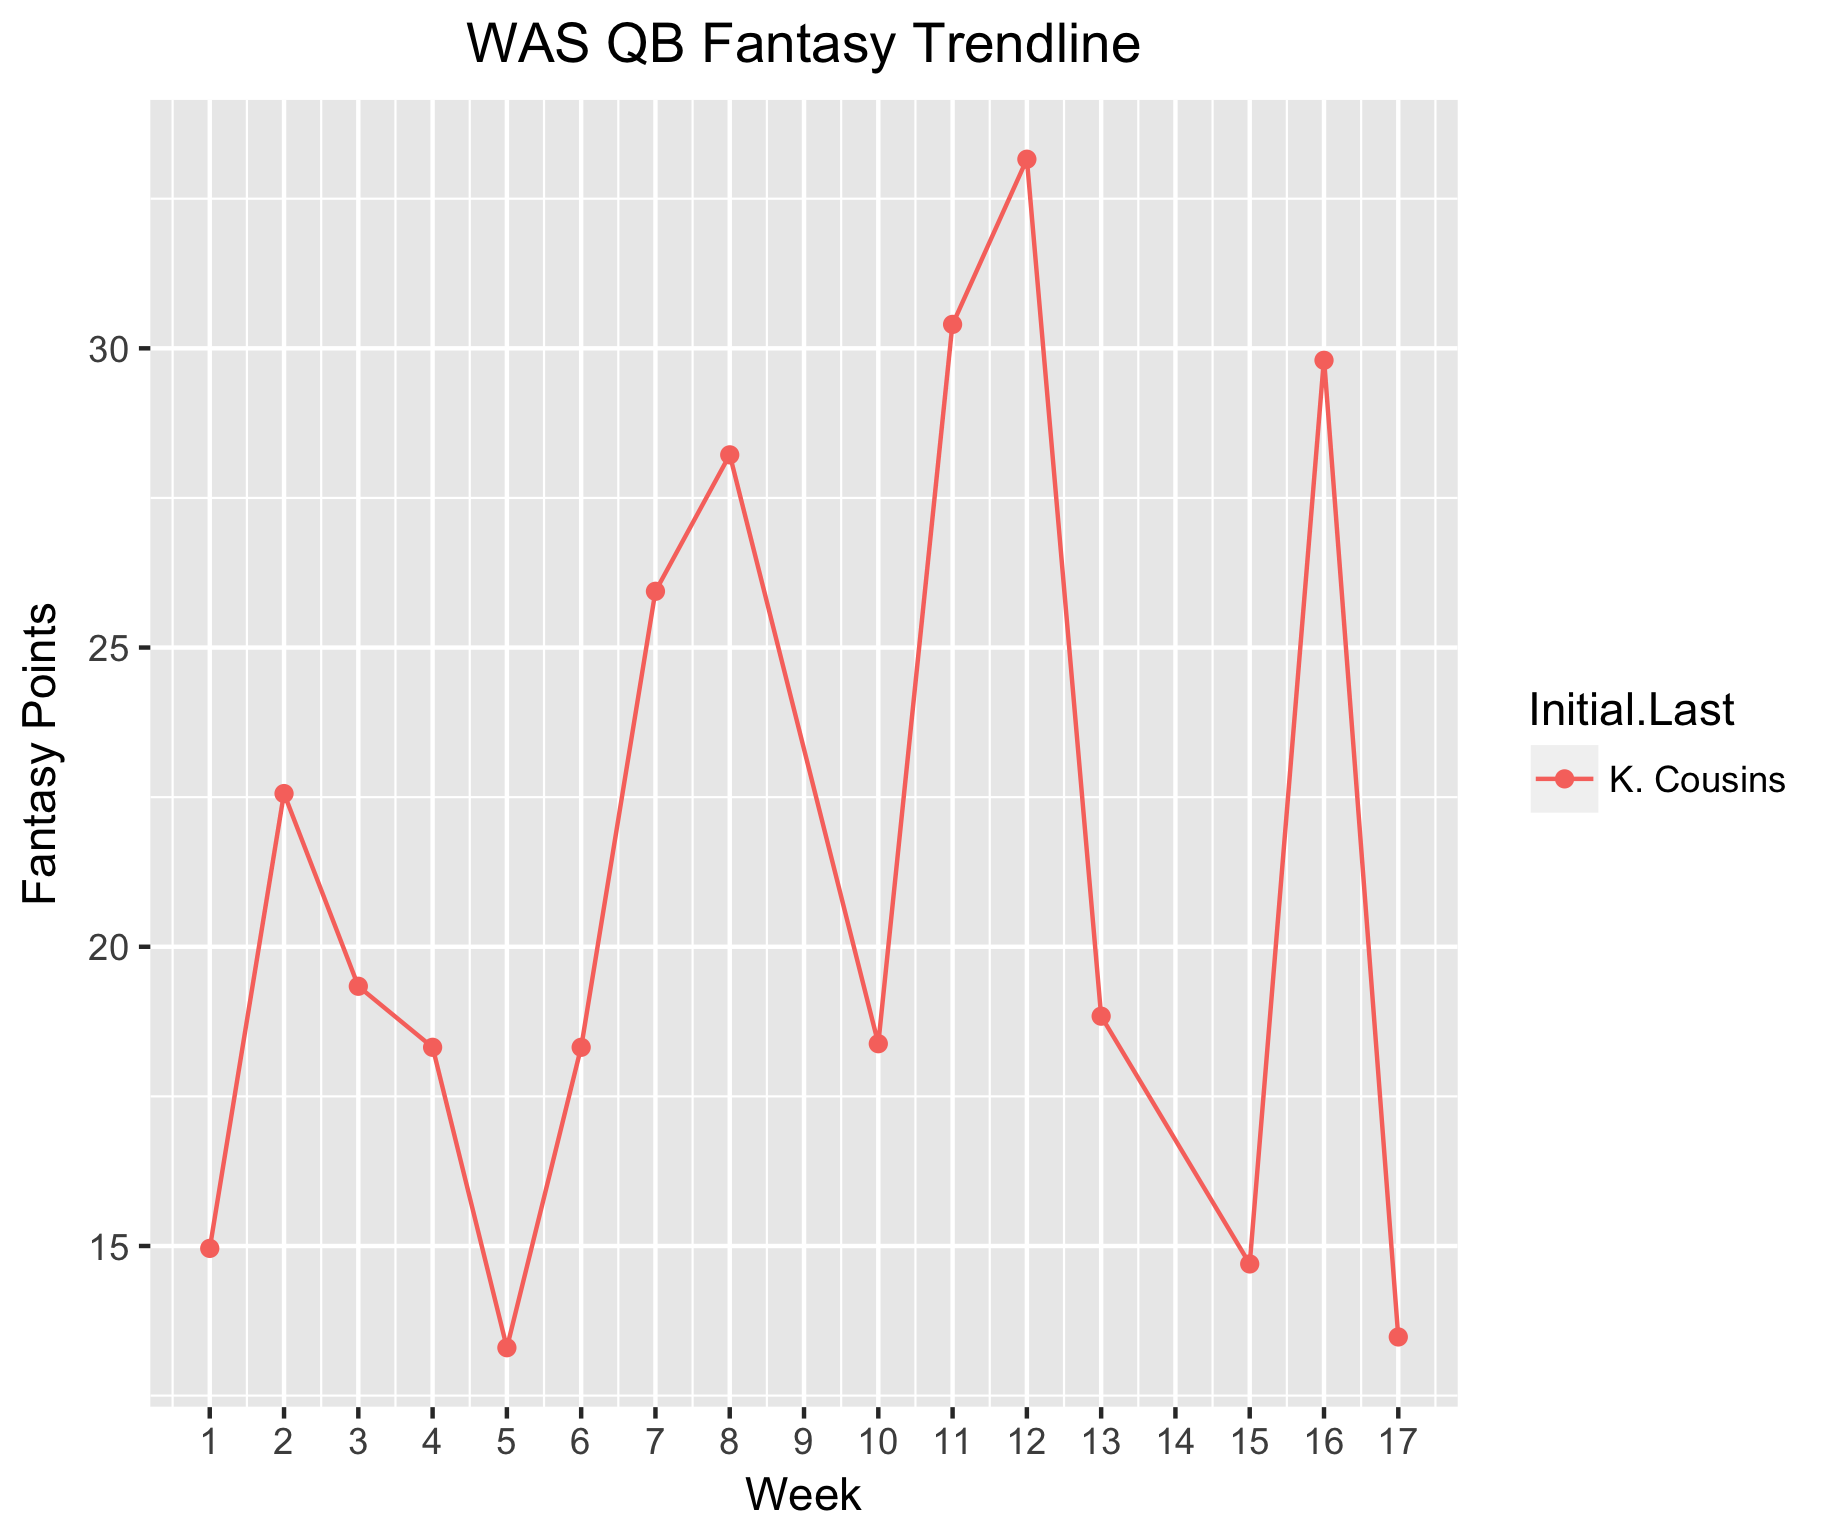 WAS QB Fantasy Trendline
Fantasy Points
30
25
20
15
1 2 3 4 5 6 7 8 9 10 11 12 13 14 15 16 17
Week
Initial.Last
K. Cousins